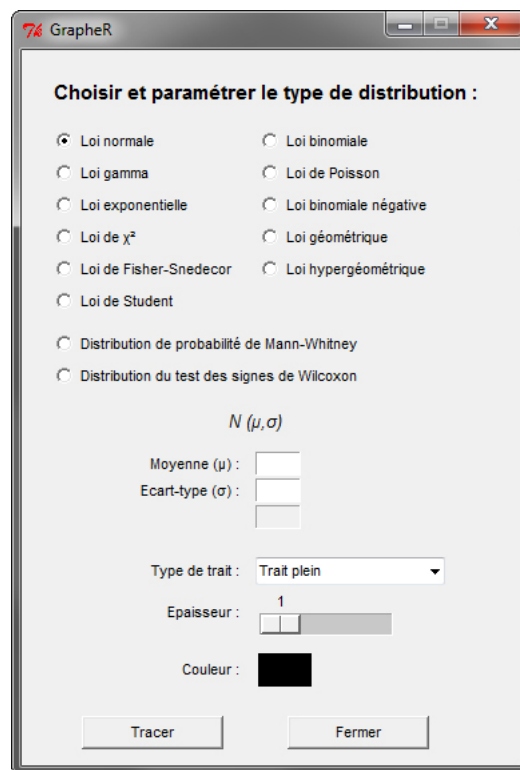 GrapheR
Choisir et paramétrer le type de distribution :
Loi normale
Loi binomiale
Loi gamma
Loi de Poisson
Loi exponentielle
Loi binomiale négative
Loi de χ²
Loi géométrique
Loi de Fisher-Snedecor
Loi hypergéométrique
Loi de Student
Distribution de probabilité de Mann-Whitney
Distribution du test des signes de Wilcoxon
N (μ,σ)
Moyenne (μ) :
Ecart-type (σ) :
Type de trait : Trait plein
1
Epaisseur :
Couleur :
Tracer
Fermer